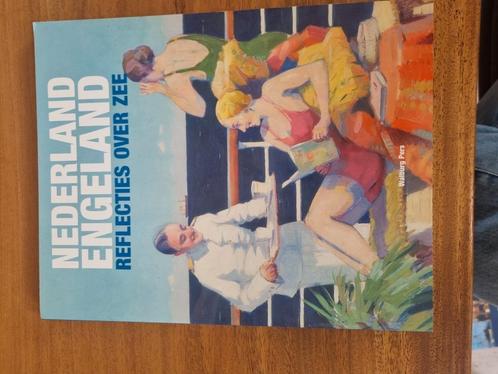 NEDERLAND
ENGELAND
REFLECTIES OVER ZEE
Walburg Pers